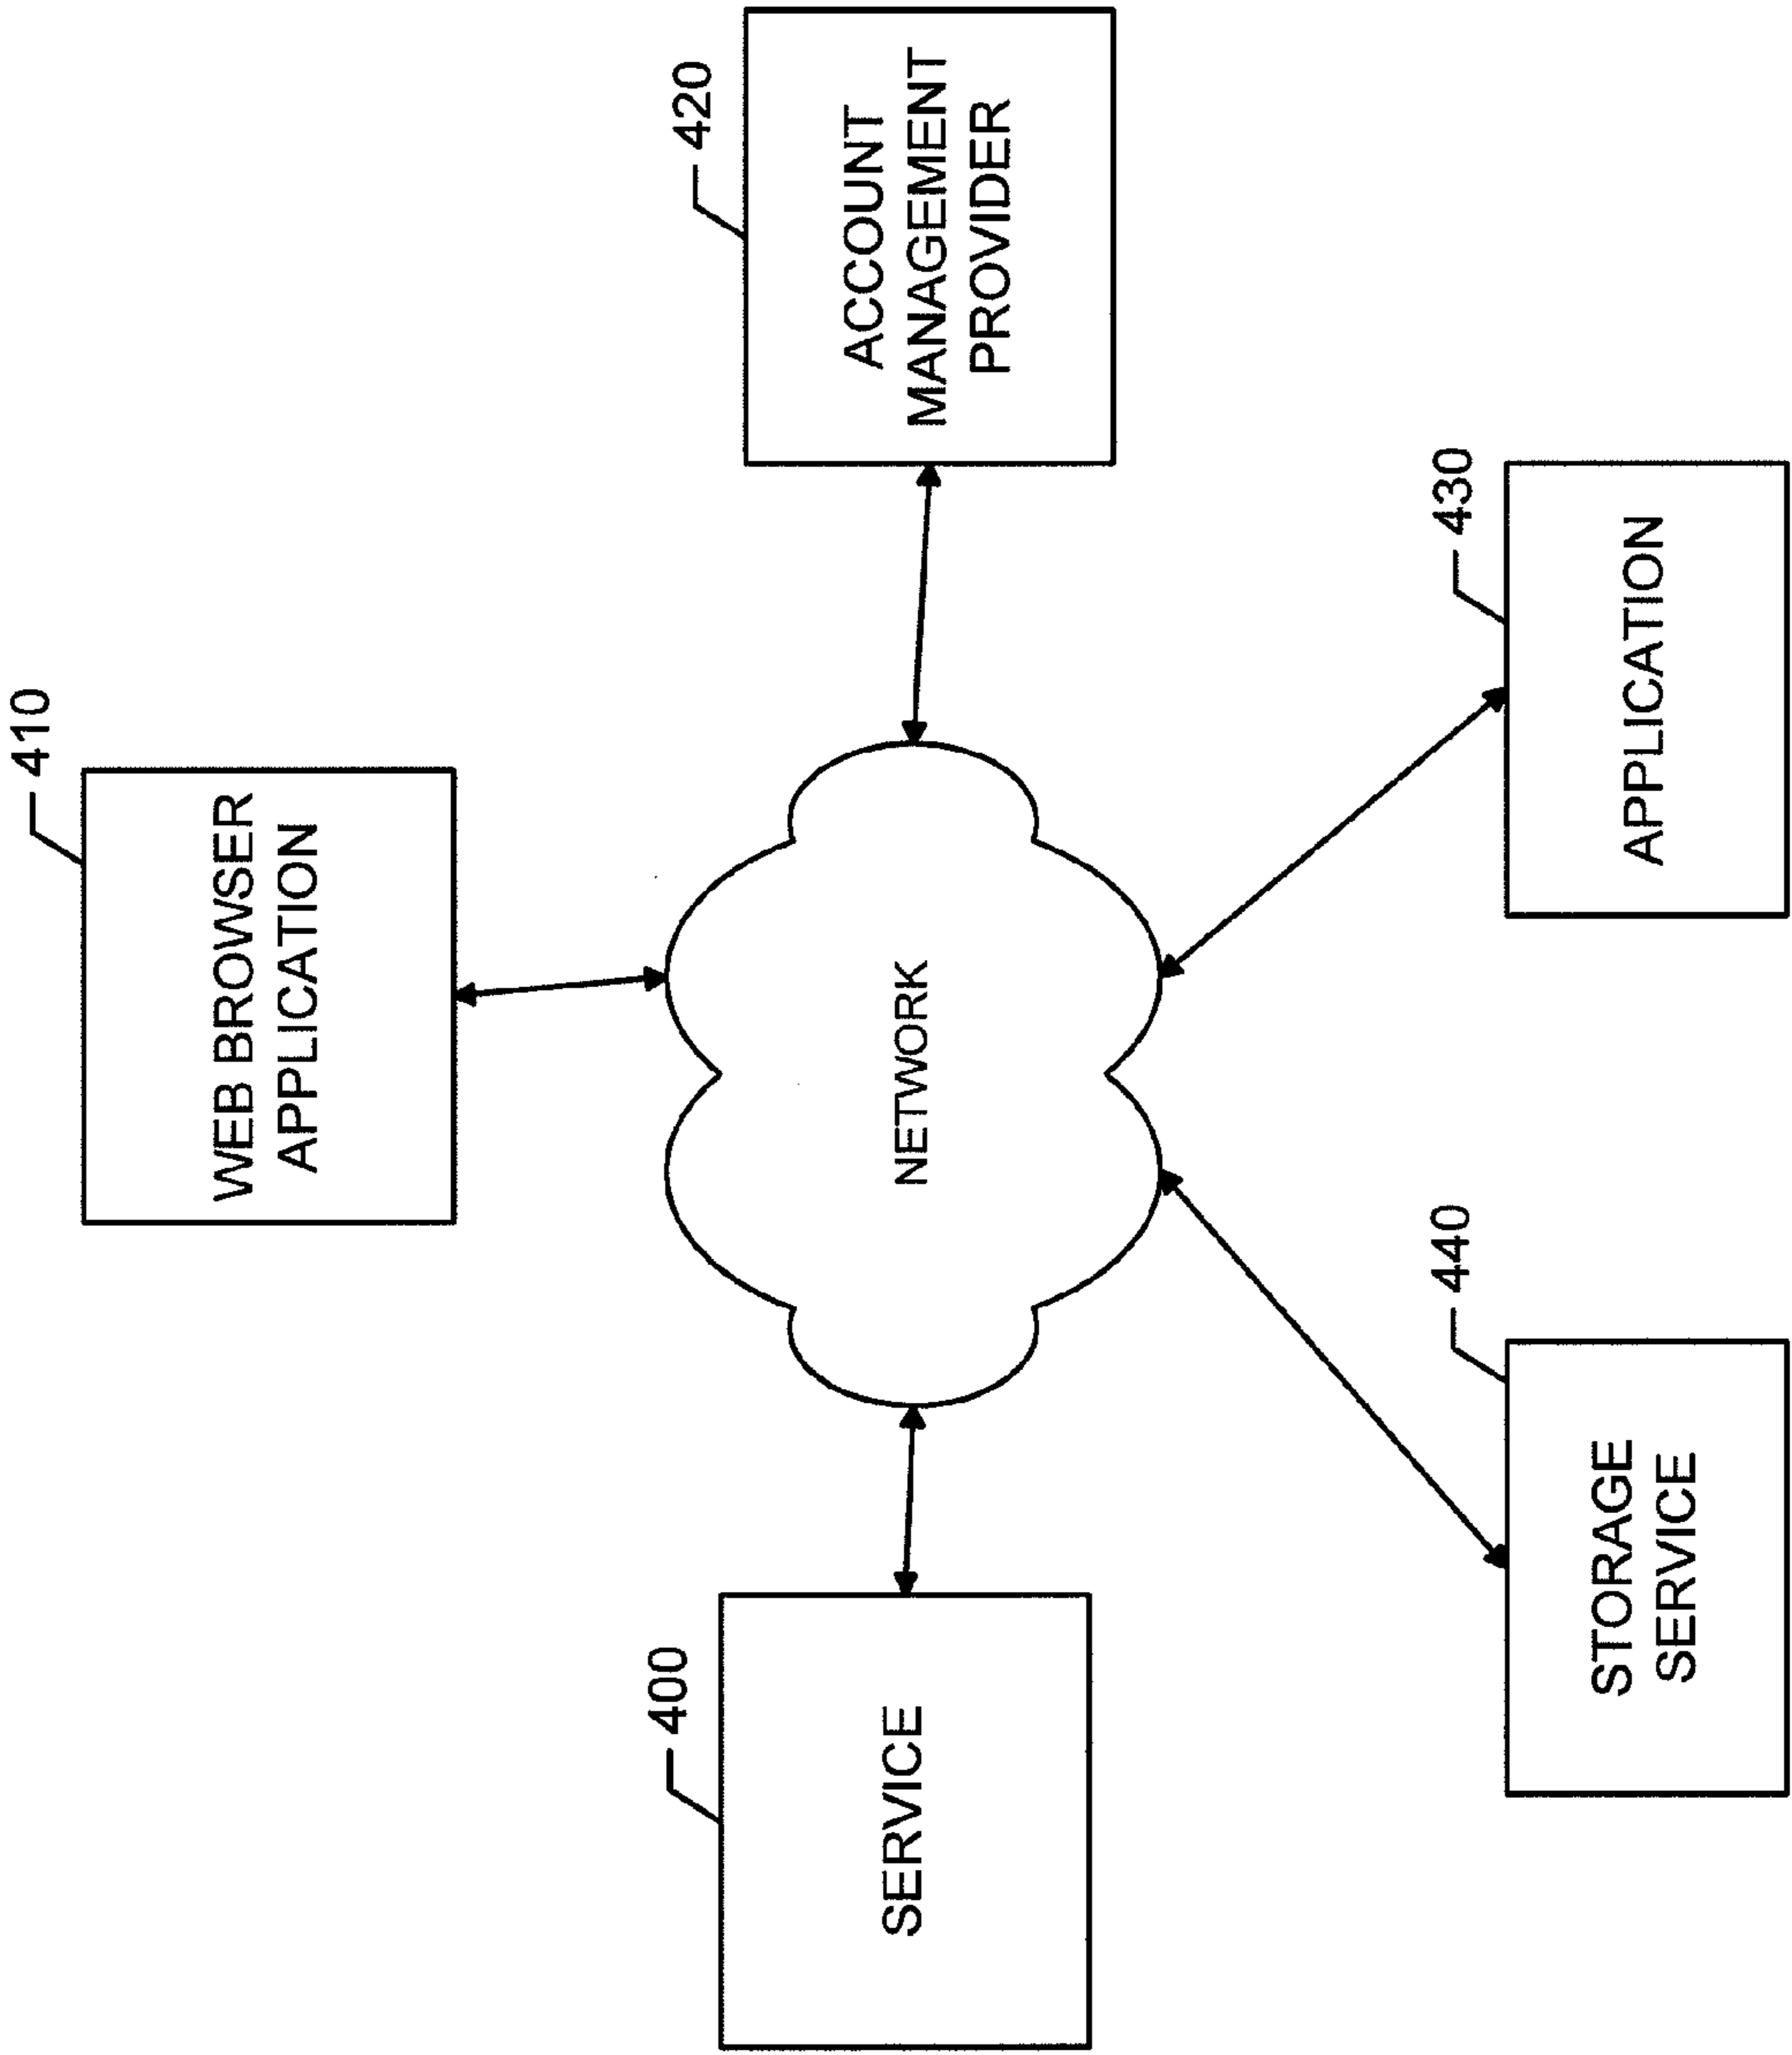 410
WEB BROWSER
APPLICATION
400
SERVICE
NETWORK
420
ACCOUNT
MANAGEMENT
PROVIDER
440
STORAGE
SERVICE
430
APPLICATION